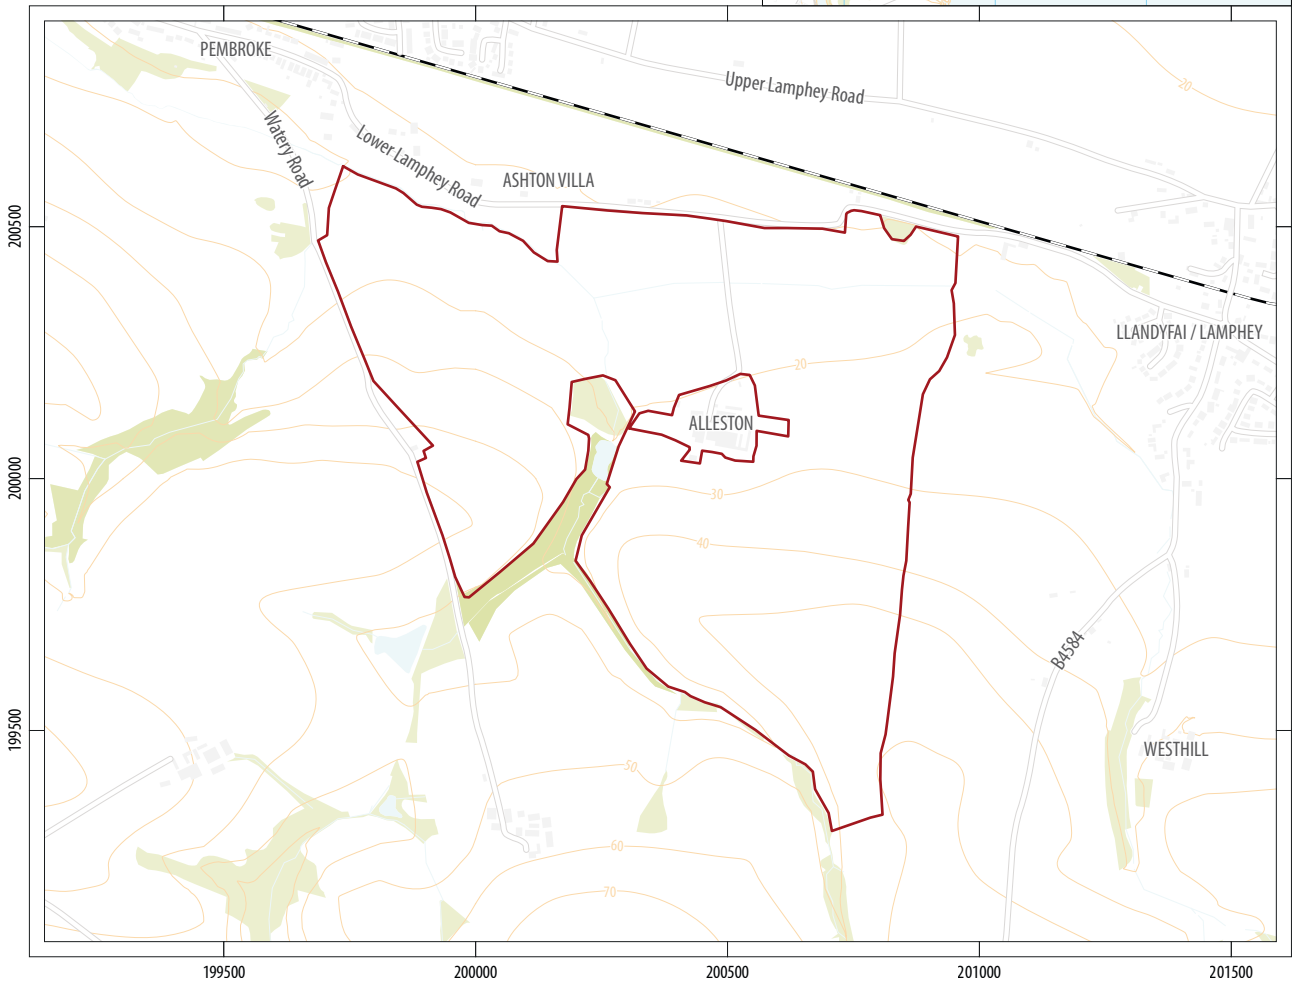 20
PEMBROKE
Upper Lamphey Road
Watery Road
Lower Lamphey Road
ASHTON VILLA
200500
LLANDYFAI / LAMPHEY
20
ALLESTON
200000
30
40
B4584
199500
WESTHILL
50
60
70
199500
200000
200500
201000
201500